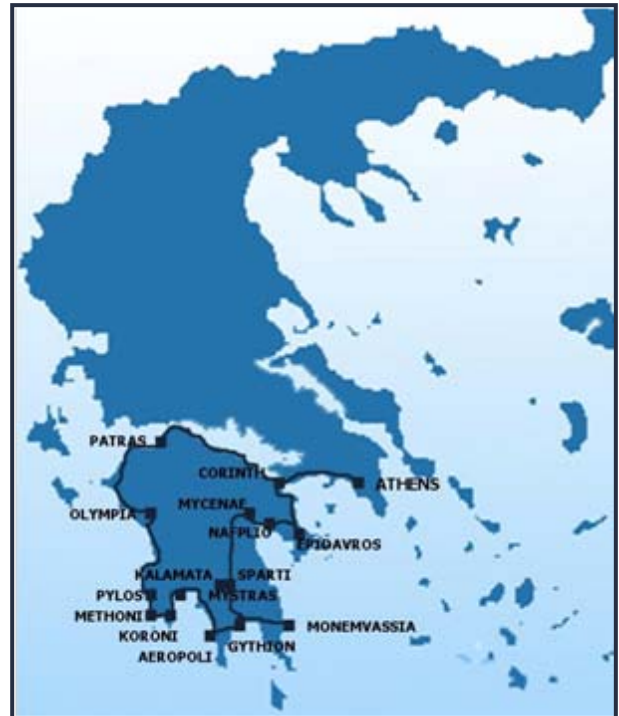 PATRAS
CORINTH
ATHENS
MYCENAE
OLYMPIA
NAFPLIO
EPIDAVROS
KALAMATA
SPARTI
PYLOS
MYSTRAS
METHONI
MONEMVASSIA
KORONI
GYTHION
AEROPOLI